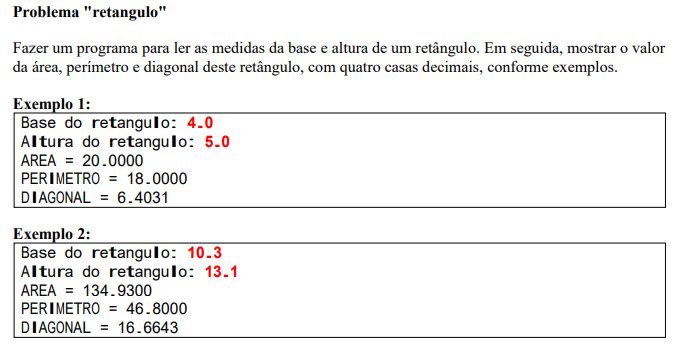 Problema "retangulo"
Fazer um programa para ler as medidas da base e altura de um retângulo. Em seguida, mostrar o valor
da área, perímetro e diagonal deste retângulo, com quatro casas decimais, conforme exemplos.
Exemplo 1:
Base do retangulo: 4.0
Altura do retangulo: 5.0
AREA = 20.0000
PERIMETRO = 18.0000
DIAGONAL = 6.4031
Exemplo 2:
Base do retangulo: 10.3
Altura do retangulo: 13.1
AREA = 134.9300
PERIMETRO = 46.8000
DIAGONAL = 16.6643